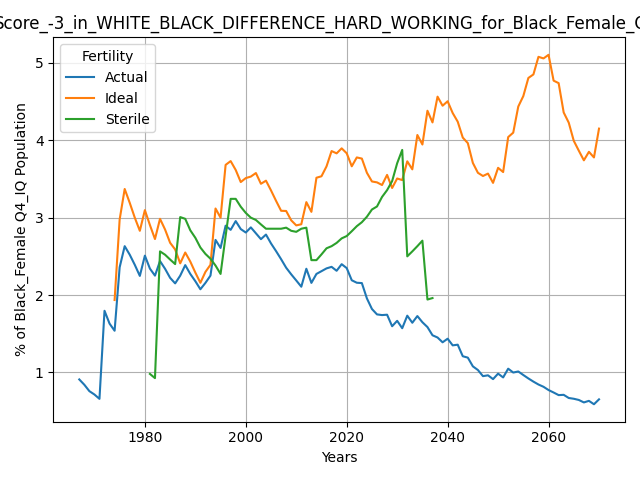 Score_-3_in_WHITE_BLACK_DIFFERENCE_HARD_WORKING_for_Black_Female_Q
Fertility
Actual
Ideal
Sterile
% of Black_Female Q4_IQ Population
5
4
3
2
1
1980 2000 2020 2040 2060
Years